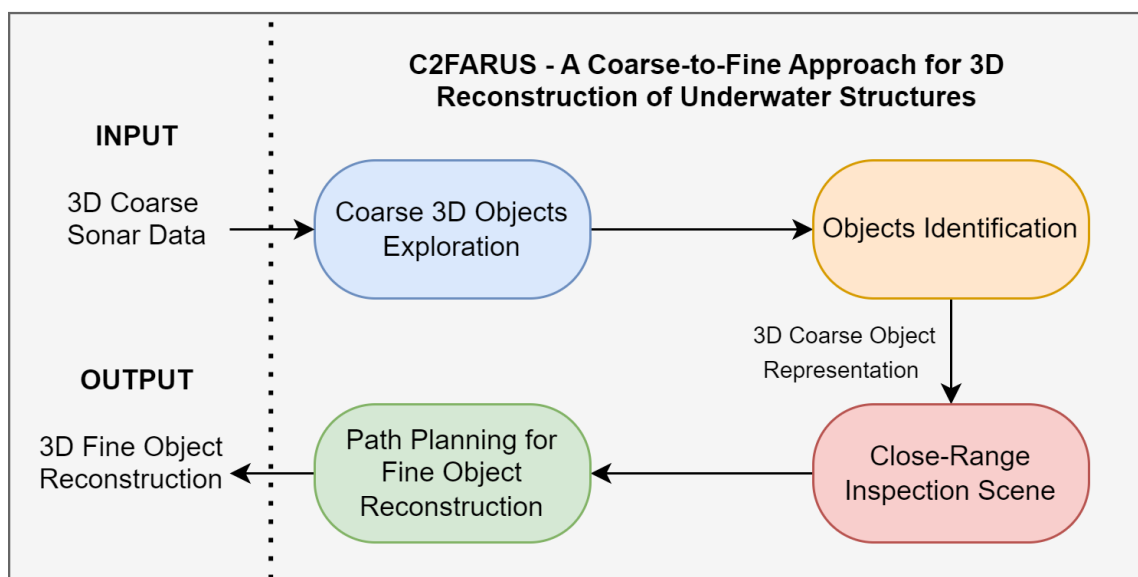 C2FARUS - A Coarse-to-Fine Approach for 3D
Reconstruction of Underwater Structures
INPUT
3D Coarse
Sonar Data
Coarse 3D Objects
Exploration
Objects Identification
3D Coarse Object
Representation
Close-Range
Inspection Scene
Path Planning for
Fine Object
Reconstruction
OUTPUT
3D Fine Object
Reconstruction